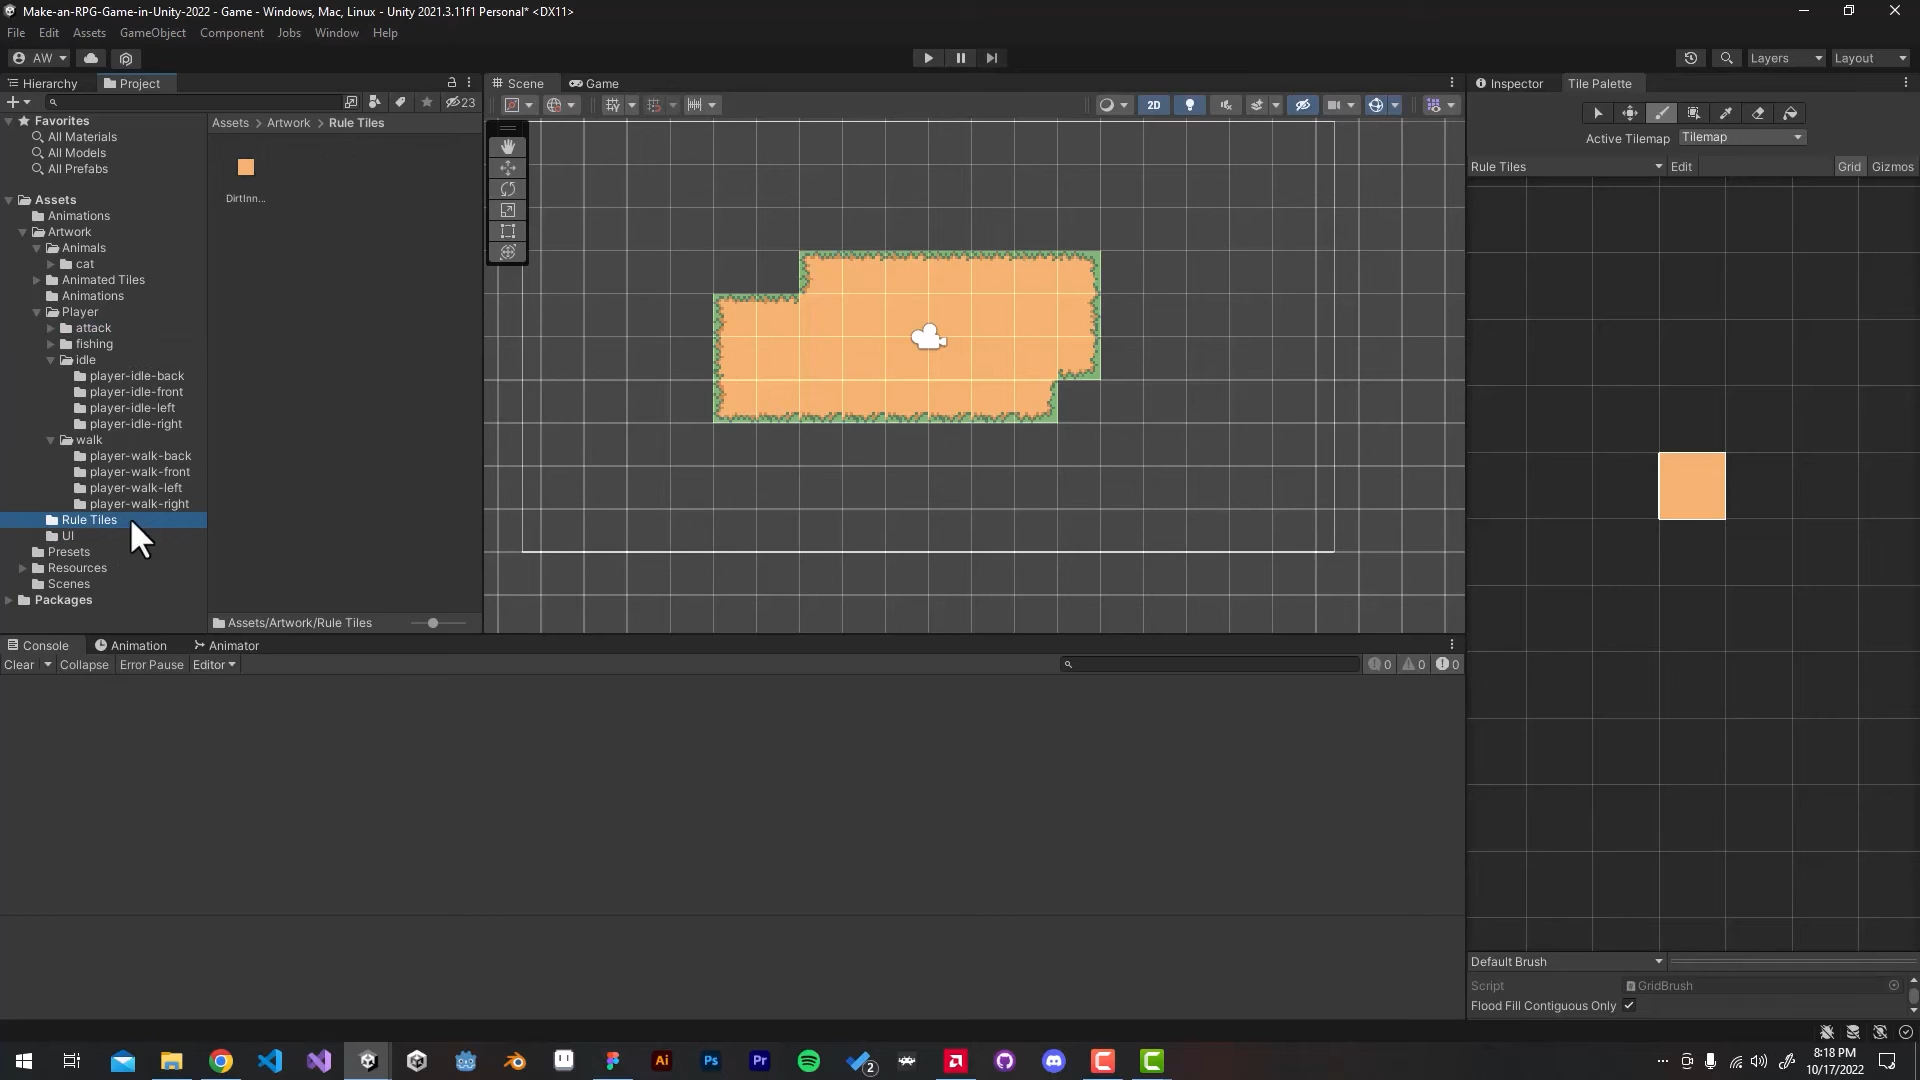 Make-an-RPG-Game-in-Unity-2022 - Game - Windows, Mac, Linux - Unity 2021.3.11f1 Personal* <DX11>
File Edit Assets GameObject Component Jobs Window Help
AW
Layers Layout
Hierarchy Project
23
Favorites
All Materials
All Models
All Prefabs
Assets
Animations
Artwork
Animals
cat
Animated Tiles
Animations
Player
attack
fishing
idle
player-idle-back
player-idle-front
player-idle-left
player-idle-right
walk
player-walk-back
player-walk-front
player-walk-left
player-walk-right
Rule Tiles
UI
Presets
Resources
Scenes
Packages
Assets > Artwork > Rule Tiles
DirtInn...
Assets/Artwork/Rule Tiles
Scene Game
2D
Inspector Tile Palette
Active Tilemap Tilemap
Rule Tiles Edit Grid Gizmos
Default Brush
Script GridBrush
Flood Fill Contiguous Only
Console Animation Animator
Clear Collapse Error Pause Editor
0 0 0
Ai Ps Pr 2
8:18 PM
10/17/2022